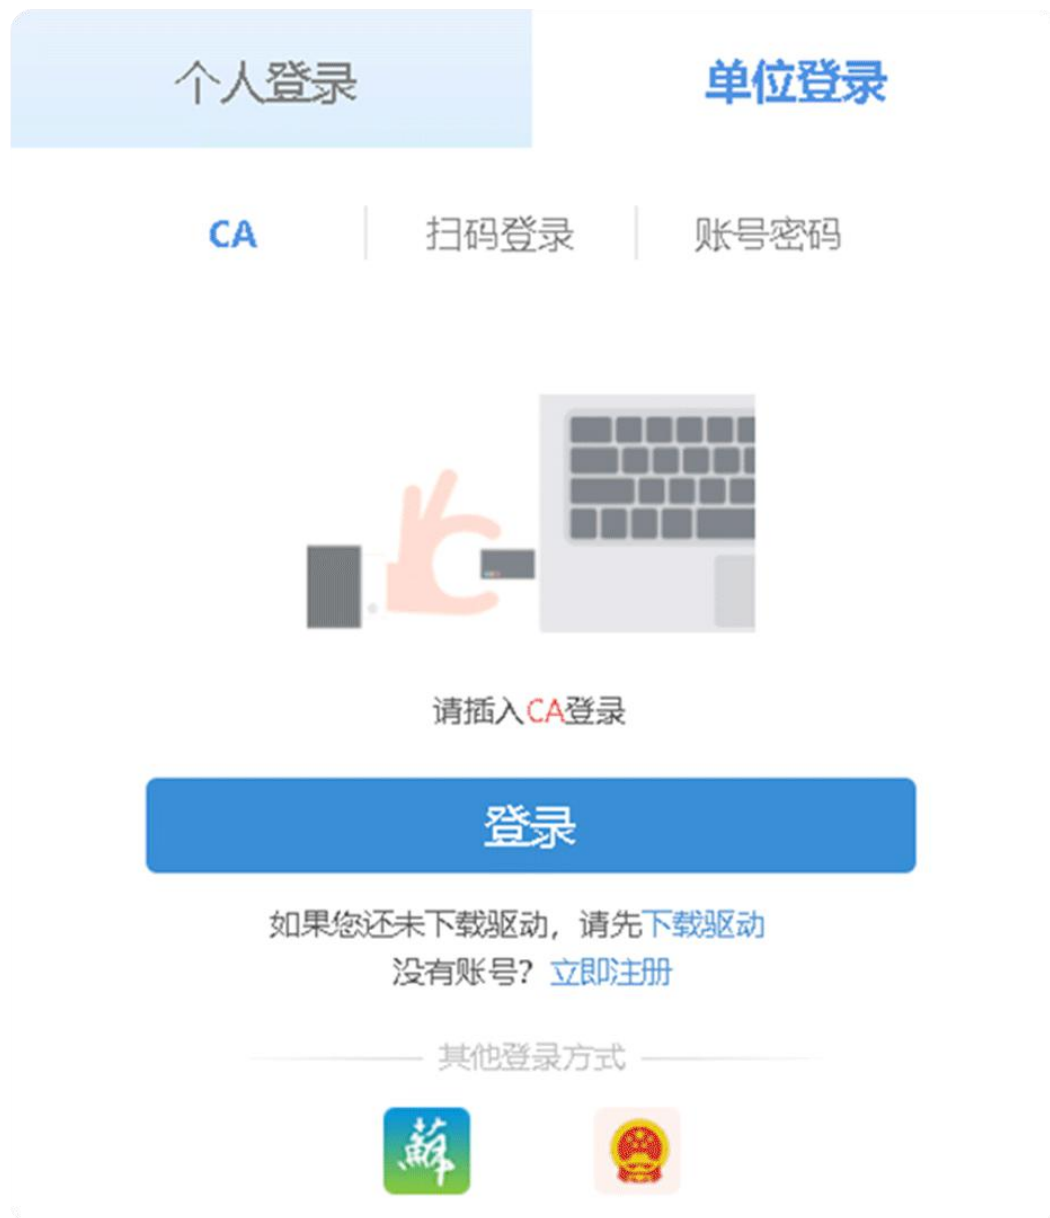 个人登录 单位登录
CA 扫码登录 账号密码
请插入CA登录
登录
如果您还未下载驱动，请先下载驱动
没有账号？立即注册
其他登录方式
蘇